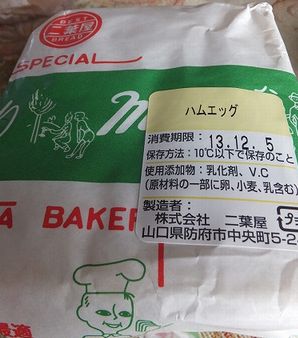 BEST
二葉屋
BREAD
SPECIAL
ハムエッグ
消費期限: 13.12.5
保存方法:10℃以下で保存のこと
使用添加物:乳化剤、V.C
(原材料の一部に卵、小麦、乳含む)
製造者:
株式会社 二葉屋
山口県防府市中央町5-2
A BAKER
最適